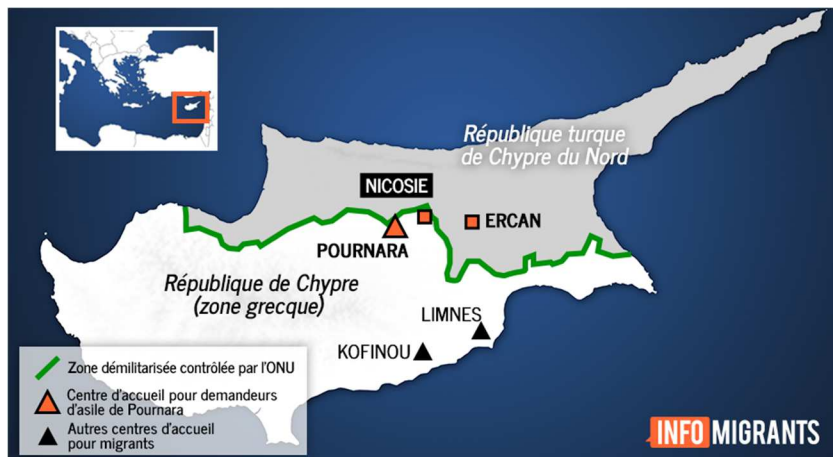 République turque
de Chypre du Nord
NICOSIE
ERCAN
POURNARA
République de Chypre
(zone grecque)
LIMNES
KOFINOU
Zone démilitarisée contrôlée par l'ONU
Centre d'accueil pour demandeurs
d'asile de Pournara
Autres centres d'accueil
pour migrants
INFO MIGRANTS